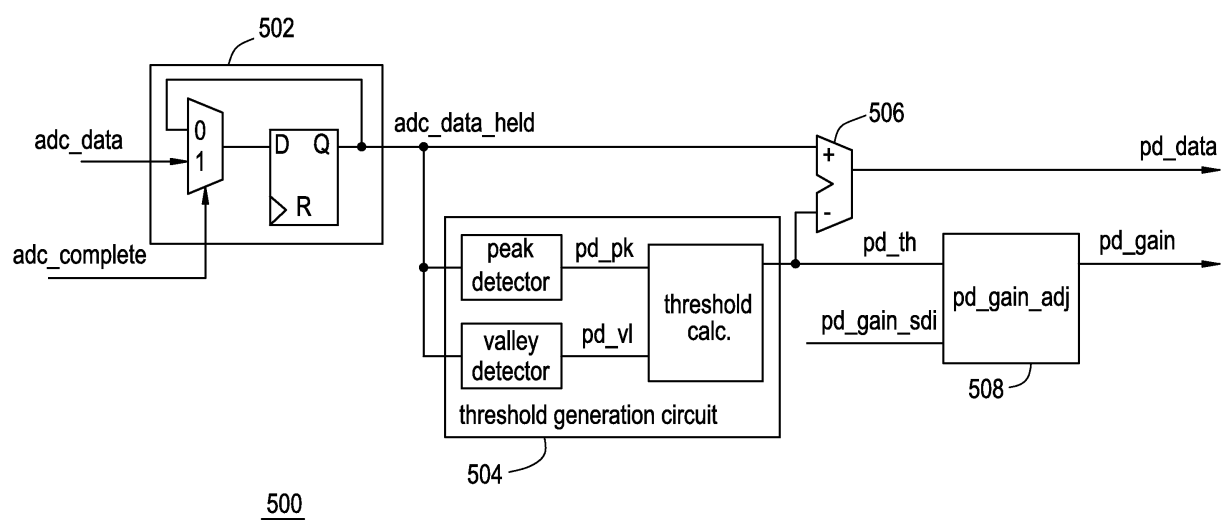 502
adc_data
0
1
D Q
R
adc_complete
adc_data_held
506
+
-
pd_data
peak
detector
pd_pk
valley
detector
pd_vl
threshold
calc.
threshold generation circuit
504
pd_th
pd_gain_sdi
pd_gain_adj
pd_gain
508
500